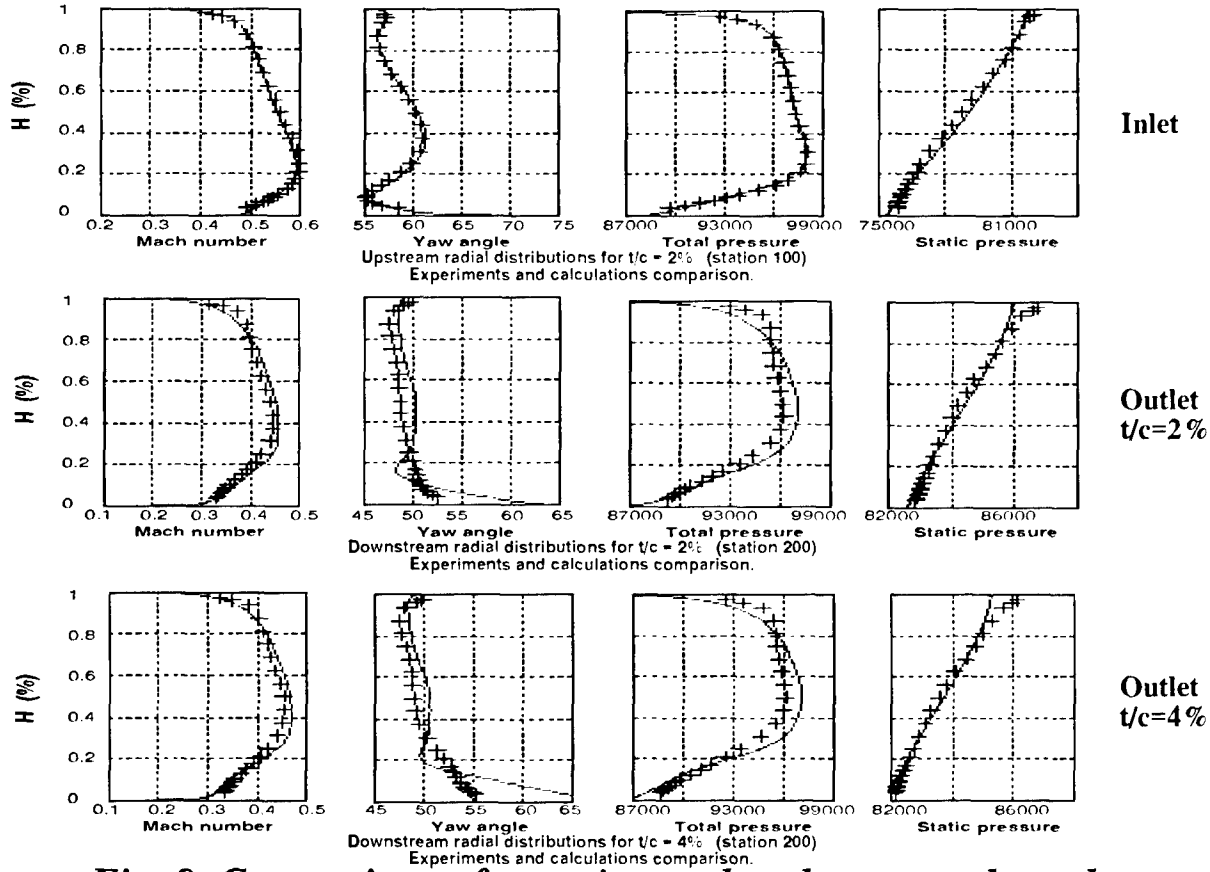 H (%)
1
0.8
0.6
0.4
0.2
0
0.2 0.3 0.4 0.5 0.6
Mach number
55 60 65 70 75
Yaw angle
87000 93000 99000
Total pressure
75000 81000
Static pressure
Inlet
Upstream radial distributions for t/c = 2% (station 100)
Experiments and calculations comparison.
H (%)
1
0.8
0.6
0.4
0.2
0
0.1 0.2 0.3 0.4 0.5
Mach number
45 50 55 60 65
Yaw angle
87000 93000 99000
Total pressure
82000 86000
Static pressure
Outlet
t/c=2%
Downstream radial distributions for t/c = 2% (station 200)
Experiments and calculations comparison.
H (%)
1
0.8
0.6
0.4
0.2
0
0.1 0.2 0.3 0.4 0.5
Mach number
45 50 55 60 65
Yaw angle
87000 93000 99000
Total pressure
82000 86000
Static pressure
Outlet
t/c=4%
Downstream radial distributions for t/c = 4% (station 200)
Experiments and calculations comparison.